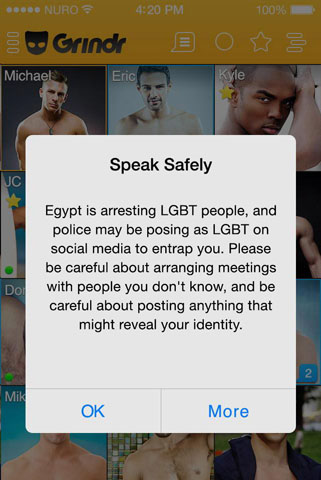 NURO 4:20 PM 100%
Grindr
Michael Eric Kyle
Speak Safely
JC
Egypt is arresting LGBT people, and
police may be posing as LGBT on
social media to entrap you. Please
be careful about arranging meetings
with people you don't know, and be
careful about posting anything that
might reveal your identity.
2
OK More